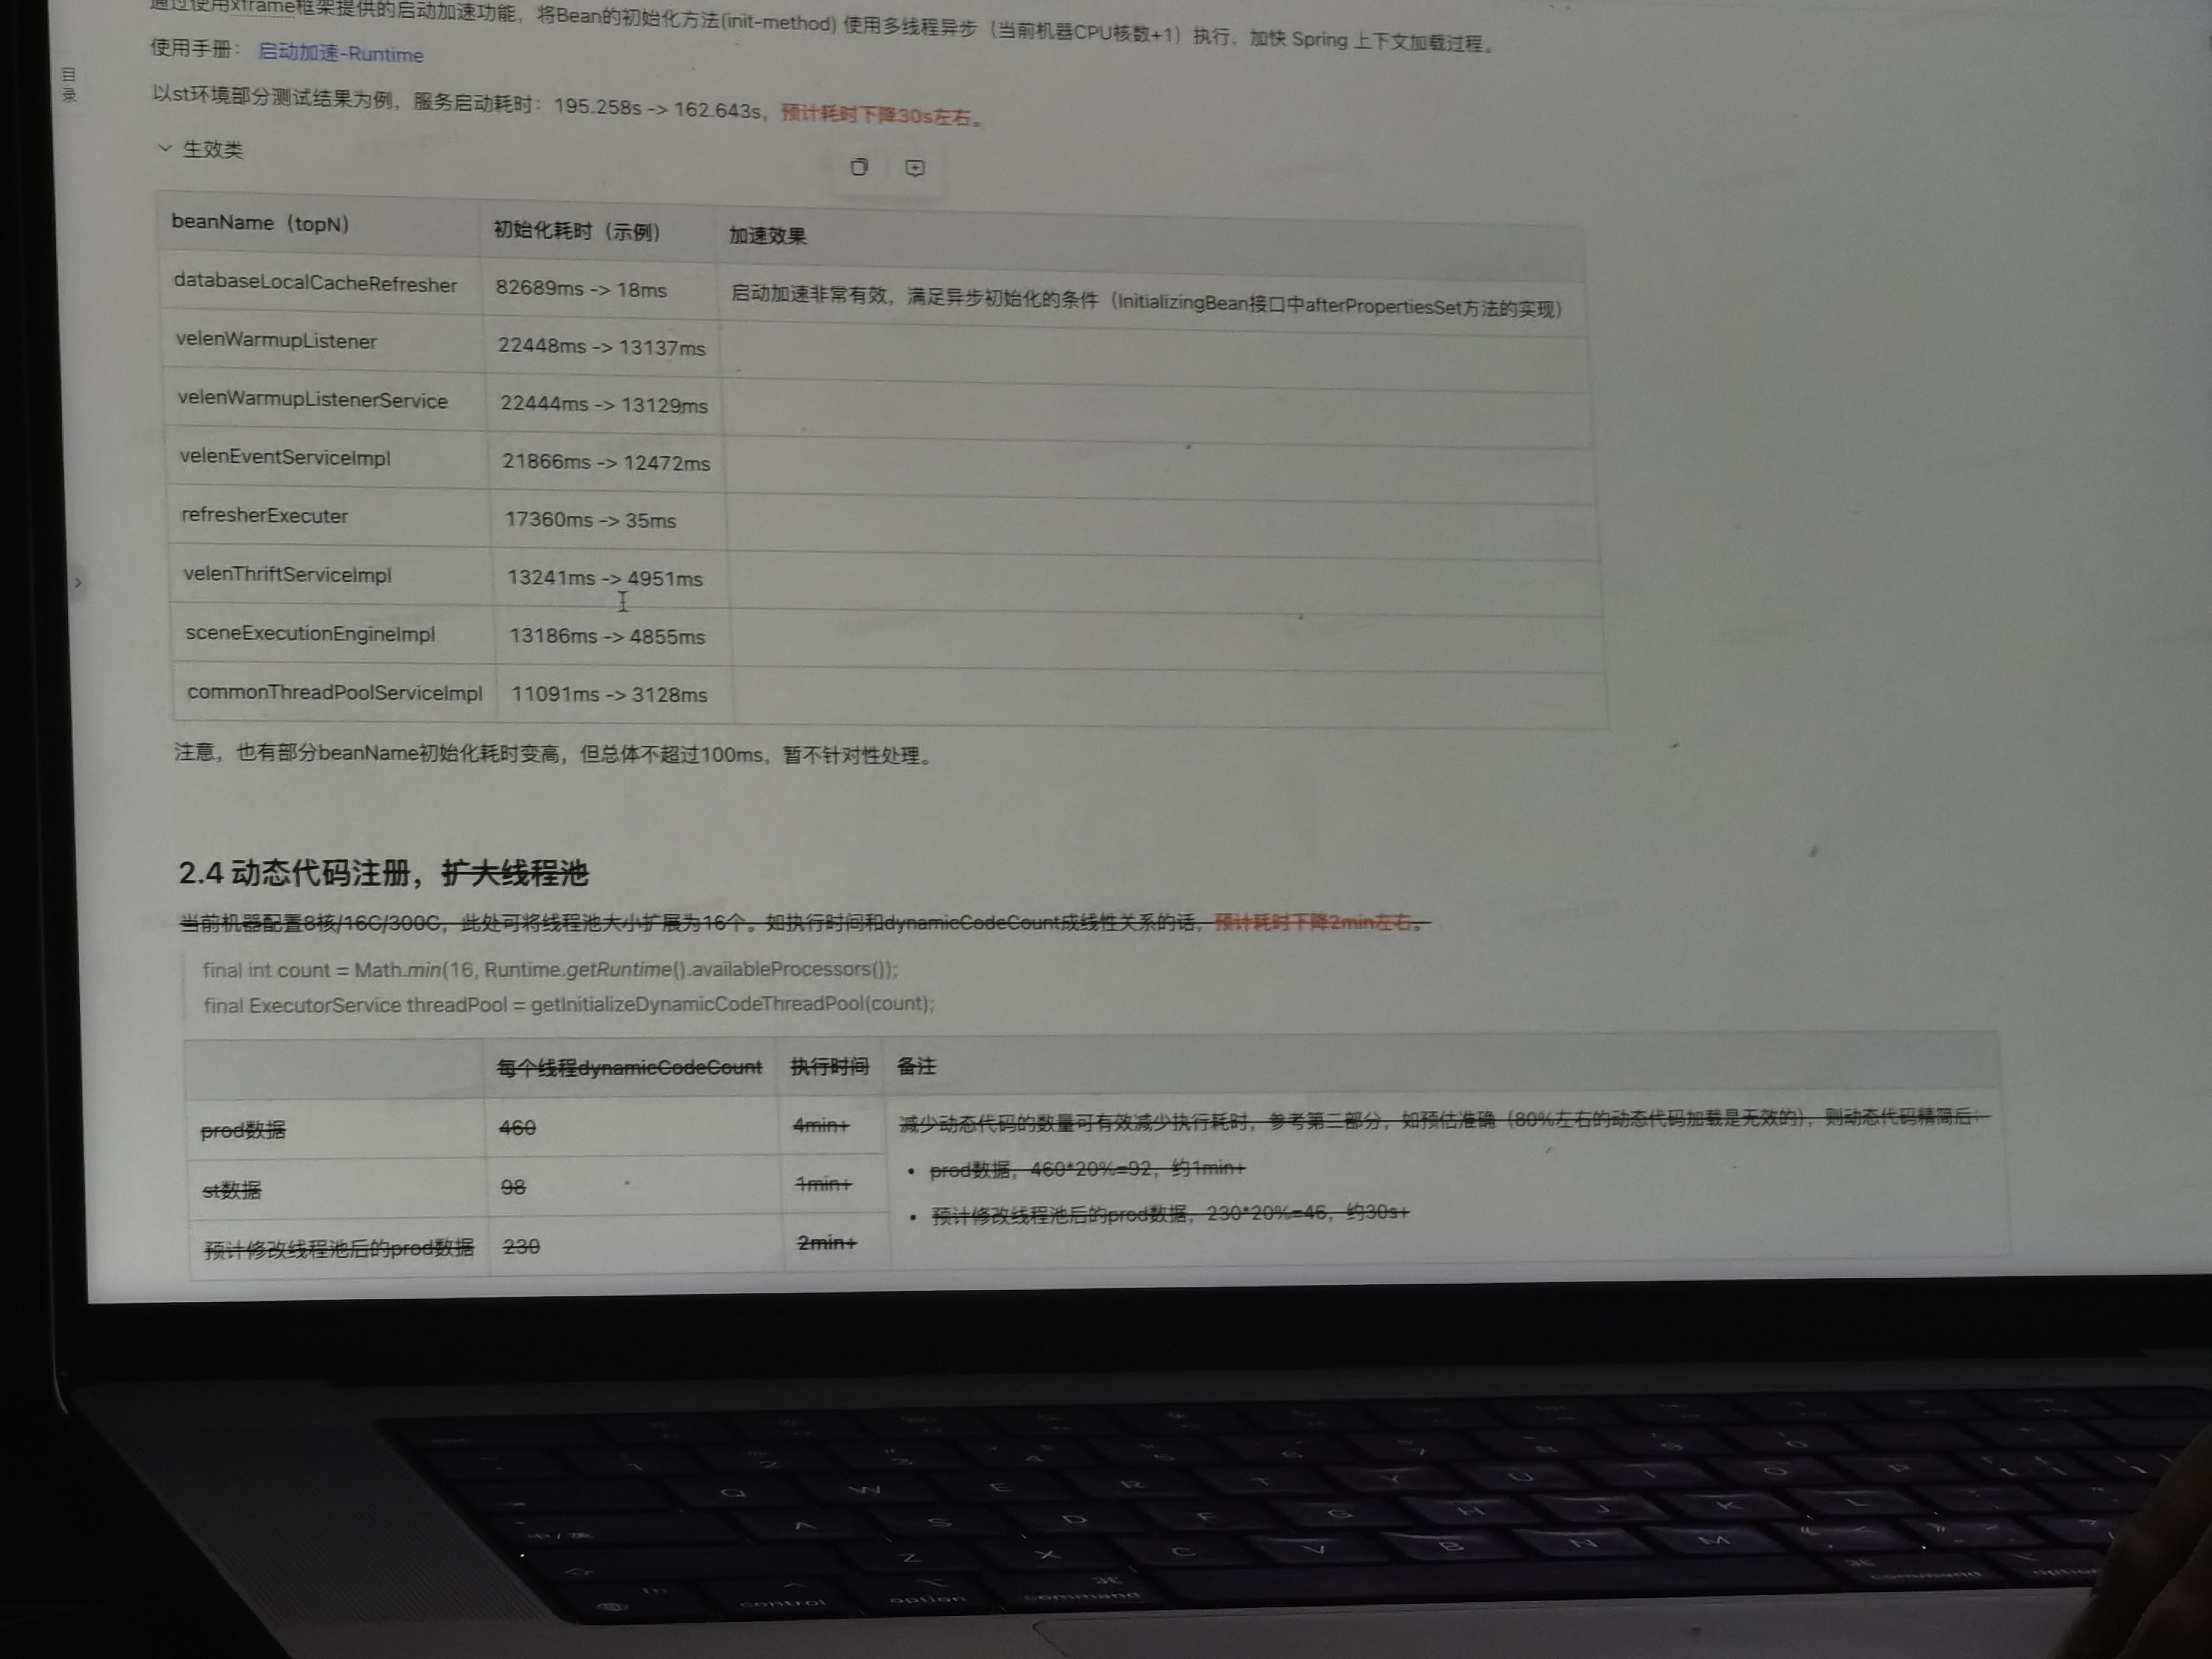 通过使用xframe框架提供的启动加速功能，将Bean的初始化方法(init-method) 使用多线程异步（当前机器CPU核数+1）执行，加快 Spring 上下文加载过程。
使用手册： 启动加速-Runtime
目录
以st环境部分测试结果为例，服务启动耗时：195.258s -> 162.643s，预计耗时下降30s左右。
生效类
beanName（topN） 初始化耗时（示例） 加速效果
databaseLocalCacheRefresher 82689ms -> 18ms 启动加速非常有效，满足异步初始化的条件（InitializingBean接口中afterPropertiesSet方法的实现）
velenWarmupListener 22448ms -> 13137ms
velenWarmupListenerService 22444ms -> 13129ms
velenEventServiceImpl 21866ms -> 12472ms
refresherExecuter 17360ms -> 35ms
velenThriftServiceImpl 13241ms -> 4951ms
sceneExecutionEngineImpl 13186ms -> 4855ms
commonThreadPoolServiceImpl 11091ms -> 3128ms
注意，也有部分beanName初始化耗时变高，但总体不超过100ms，暂不针对性处理。
2.4 动态代码注册，扩大线程池
当前机器配置8核/16C/300C，此处可将线程池大小扩展为16个。如执行时间和dynamicCodeCount成线性关系的话，预计耗时下降2min左右。
final int count = Math.min(16, Runtime.getRuntime().availableProcessors());
final ExecutorService threadPool = getInitializeDynamicCodeThreadPool(count);
每个线程dynamicCodeCount 执行时间 备注
prod数据 460 4min+ 减少动态代码的数量可有效减少执行耗时，参考第二部分，如预估准确（80%左右的动态代码加载是无效的），则动态代码精简后：
• prod数据，460*20%=92，约1min+
st数据 98 1min+
• 预计修改线程池后的prod数据，230*20%=46，约30s+
预计修改线程池后的prod数据 230 2min+
Q W E R T Y U I O P
A S D F G H J K L
Z X C V B N M
fn control option command command option